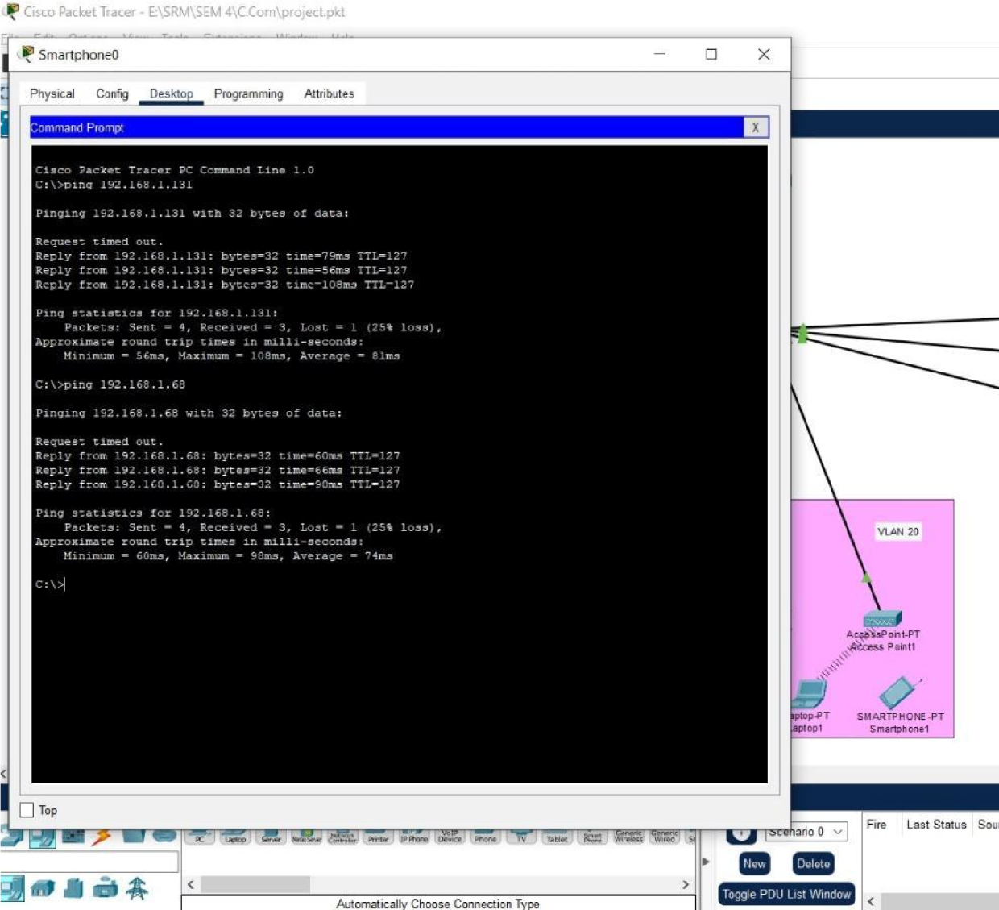 Cisco Packet Tracer - E:\SRM\SEM 4\C.Com\project.pkt
Smartphone0
Physical Config Desktop Programming Attributes
Command Prompt X
Cisco Packet Tracer PC Command Line 1.0
C:\>ping 192.168.1.131
Pinging 192.168.1.131 with 32 bytes of data:
Request timed out.
Reply from 192.168.1.131: bytes=32 time=79ms TTL=127
Reply from 192.168.1.131: bytes=32 time=56ms TTL=127
Reply from 192.168.1.131: bytes=32 time=108ms TTL=127
Ping statistics for 192.168.1.131:
Packets: Sent = 4, Received = 3, Lost = 1 (25% loss),
Approximate round trip times in milli-seconds:
Minimum = 56ms, Maximum = 108ms, Average = 81ms
C:\>ping 192.168.1.68
Pinging 192.168.1.68 with 32 bytes of data:
Request timed out.
Reply from 192.168.1.68: bytes=32 time=60ms TTL=127
Reply from 192.168.1.68: bytes=32 time=66ms TTL=127
Reply from 192.168.1.68: bytes=32 time=98ms TTL=127
Ping statistics for 192.168.1.68:
Packets: Sent = 4, Received = 3, Lost = 1 (25% loss),
Approximate round trip times in milli-seconds:
Minimum = 60ms, Maximum = 98ms, Average = 74ms
C:\>
VLAN 20
AccessPoint-PT
Access Point1
aptop-PT
aptop1
SMARTPHONE-PT
Smartphone1
Top
PC Laptop Server Printer IP Phone VoIP Device Phone TV Tablet Smart Phone Generic Wireless Generic Wired
Scenario 0
Fire Last Status Sou
New Delete
Toggle PDU List Window
Automatically Choose Connection Type